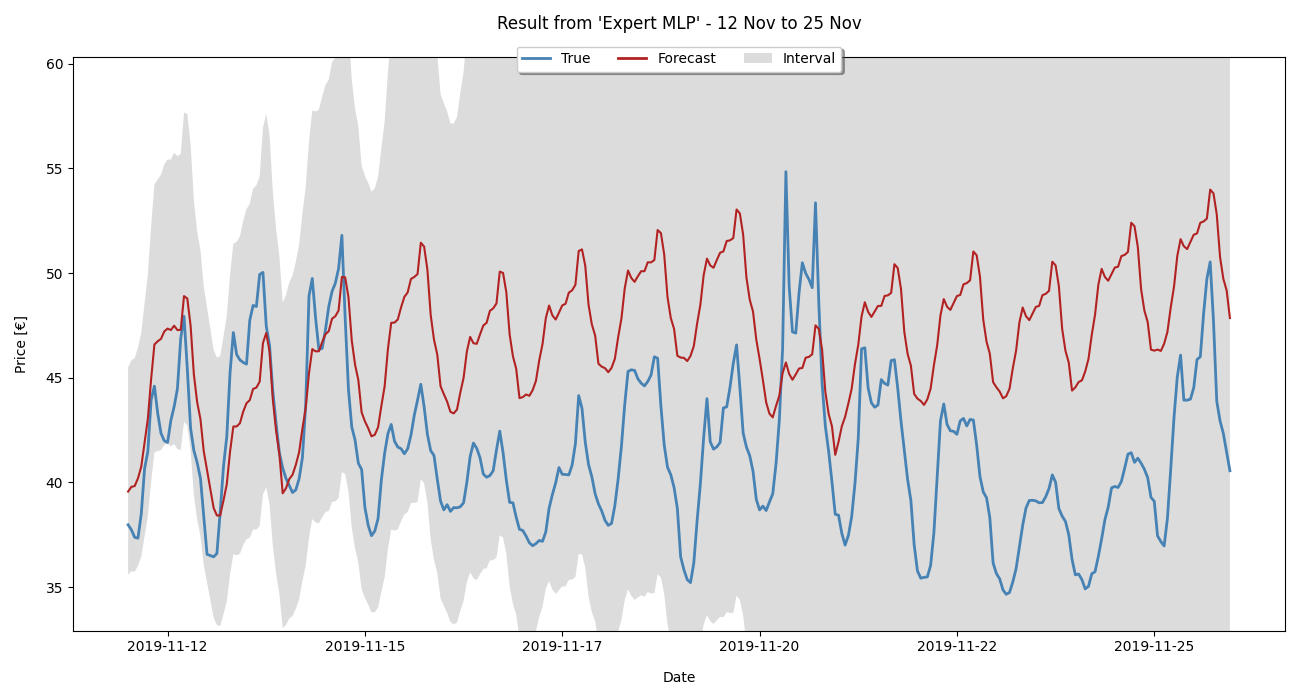 Result from 'Expert MLP' - 12 Nov to 25 Nov
True Forecast Interval
60
55
50
45
40
35
Price [€]
2019-11-12 2019-11-15 2019-11-17 2019-11-20 2019-11-22 2019-11-25
Date